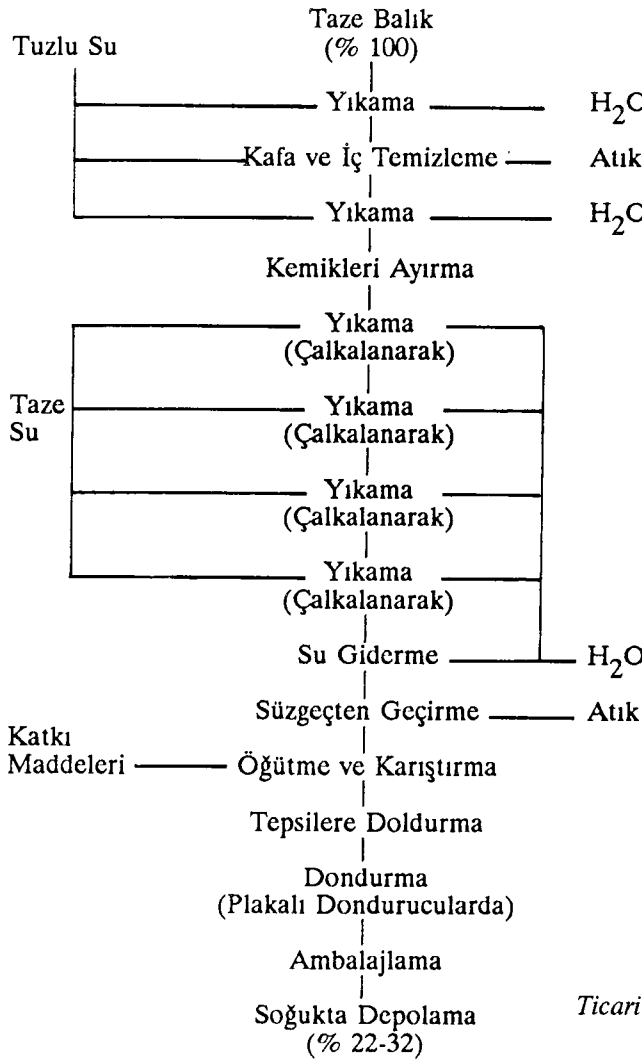 Taze Balık
(% 100)
Tuzlu Su
Yıkama
H₂O
Kafa ve İç Temizleme
Atık
Yıkama
H₂O
Kemikleri Ayırma
Yıkama
(Çalkalanarak)
Taze
Su
Yıkama
(Çalkalanarak)
Yıkama
(Çalkalanarak)
Yıkama
(Çalkalanarak)
Su Giderme
H₂O
Süzgeçten Geçirme
Atık
Katkı
Maddeleri
Öğütme ve Karıştırma
Tepsilere Doldurma
Dondurma
(Plakalı Dondurucularda)
Ambalajlama
Soğukta Depolama
(% 22-32)
Ticari